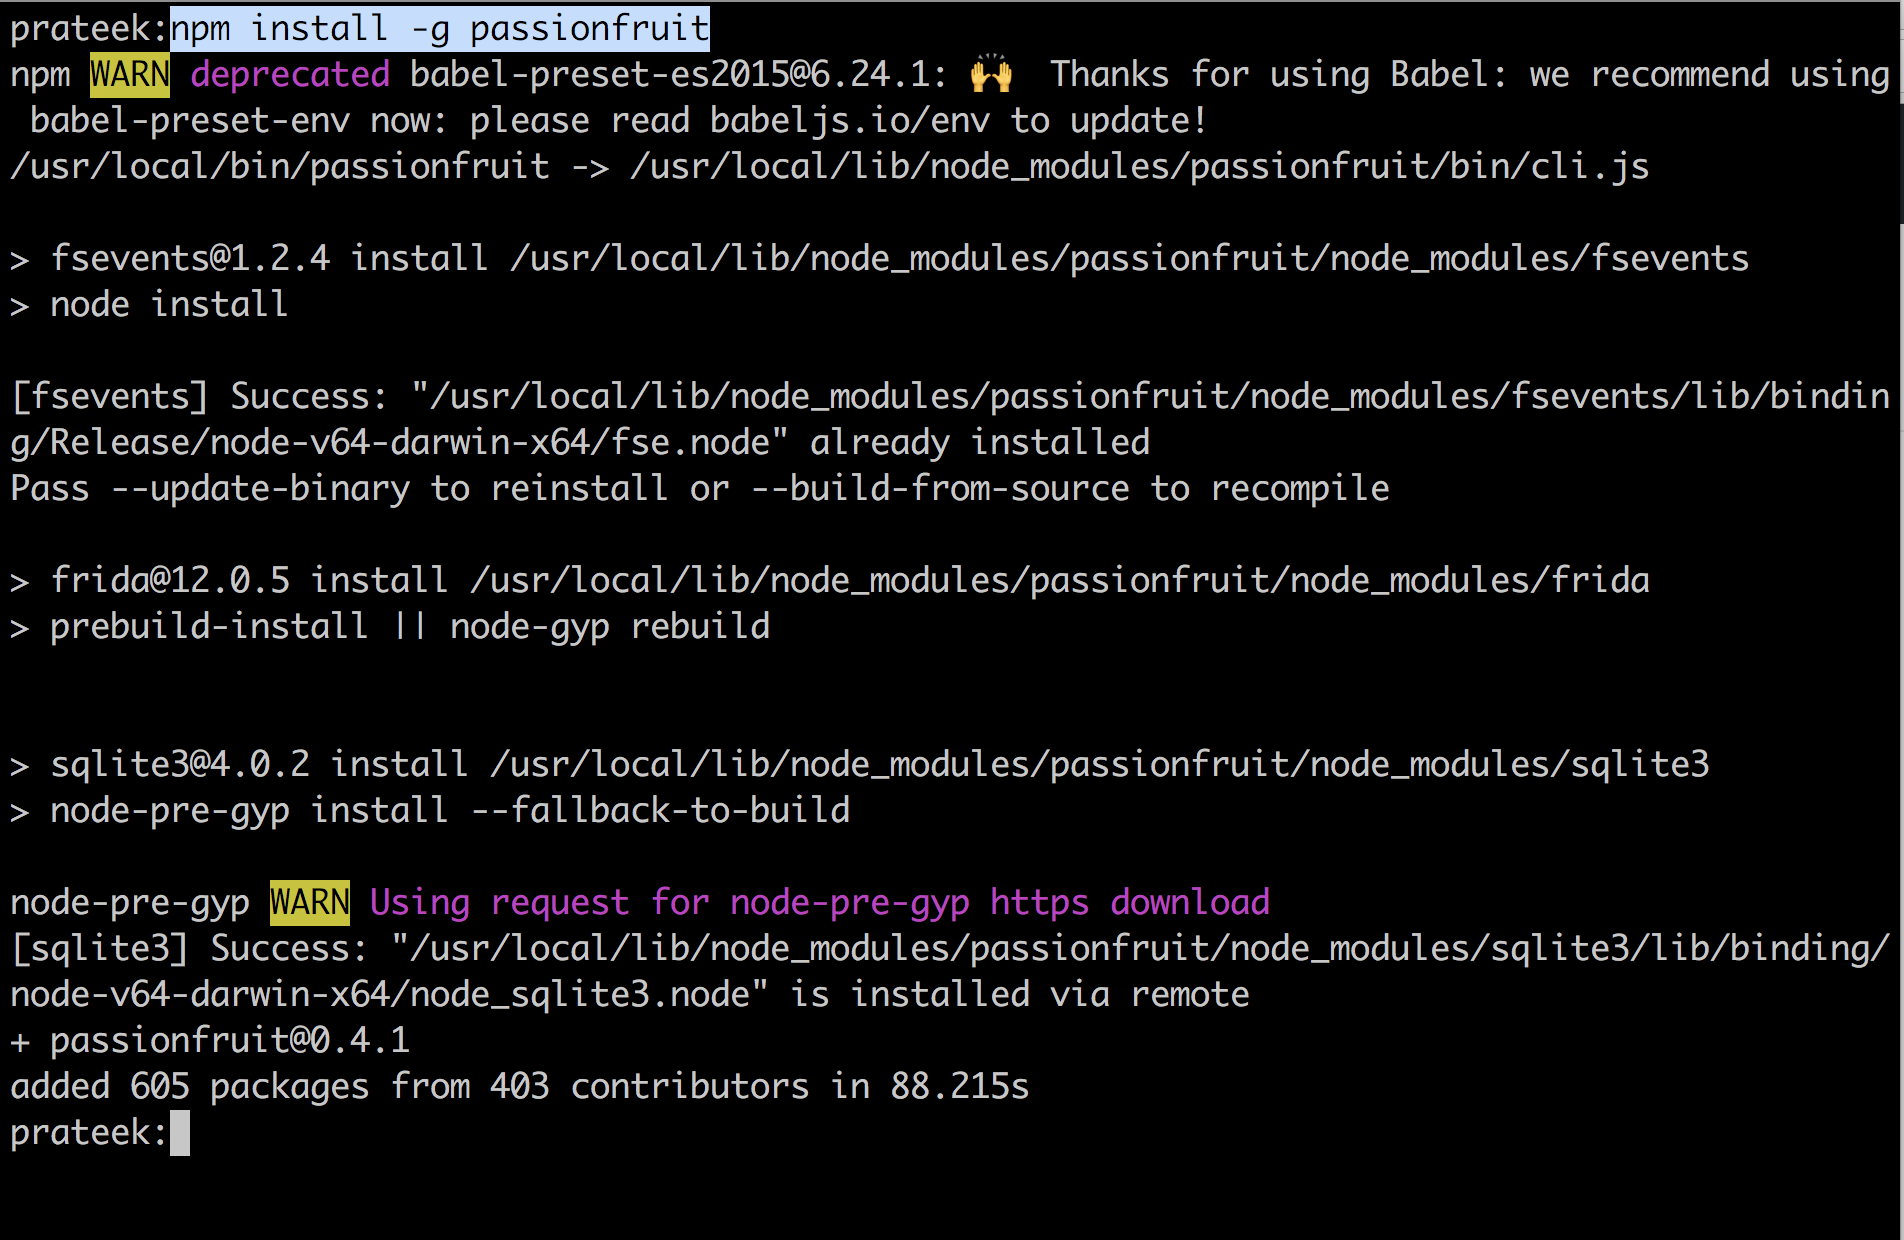 prateek:npm install -g passionfruit
npm WARN deprecated babel-preset-es2015@6.24.1: 🙌  Thanks for using Babel: we recommend using
 babel-preset-env now: please read babeljs.io/env to update!
/usr/local/bin/passionfruit -> /usr/local/lib/node_modules/passionfruit/bin/cli.js
> fsevents@1.2.4 install /usr/local/lib/node_modules/passionfruit/node_modules/fsevents
> node install
[fsevents] Success: "/usr/local/lib/node_modules/passionfruit/node_modules/fsevents/lib/bindin
g/Release/node-v64-darwin-x64/fse.node" already installed
Pass --update-binary to reinstall or --build-from-source to recompile
> frida@12.0.5 install /usr/local/lib/node_modules/passionfruit/node_modules/frida
> prebuild-install || node-gyp rebuild
> sqlite3@4.0.2 install /usr/local/lib/node_modules/passionfruit/node_modules/sqlite3
> node-pre-gyp install --fallback-to-build
node-pre-gyp WARN Using request for node-pre-gyp https download
[sqlite3] Success: "/usr/local/lib/node_modules/passionfruit/node_modules/sqlite3/lib/binding/
node-v64-darwin-x64/node_sqlite3.node" is installed via remote
+ passionfruit@0.4.1
added 605 packages from 403 contributors in 88.215s
prateek: